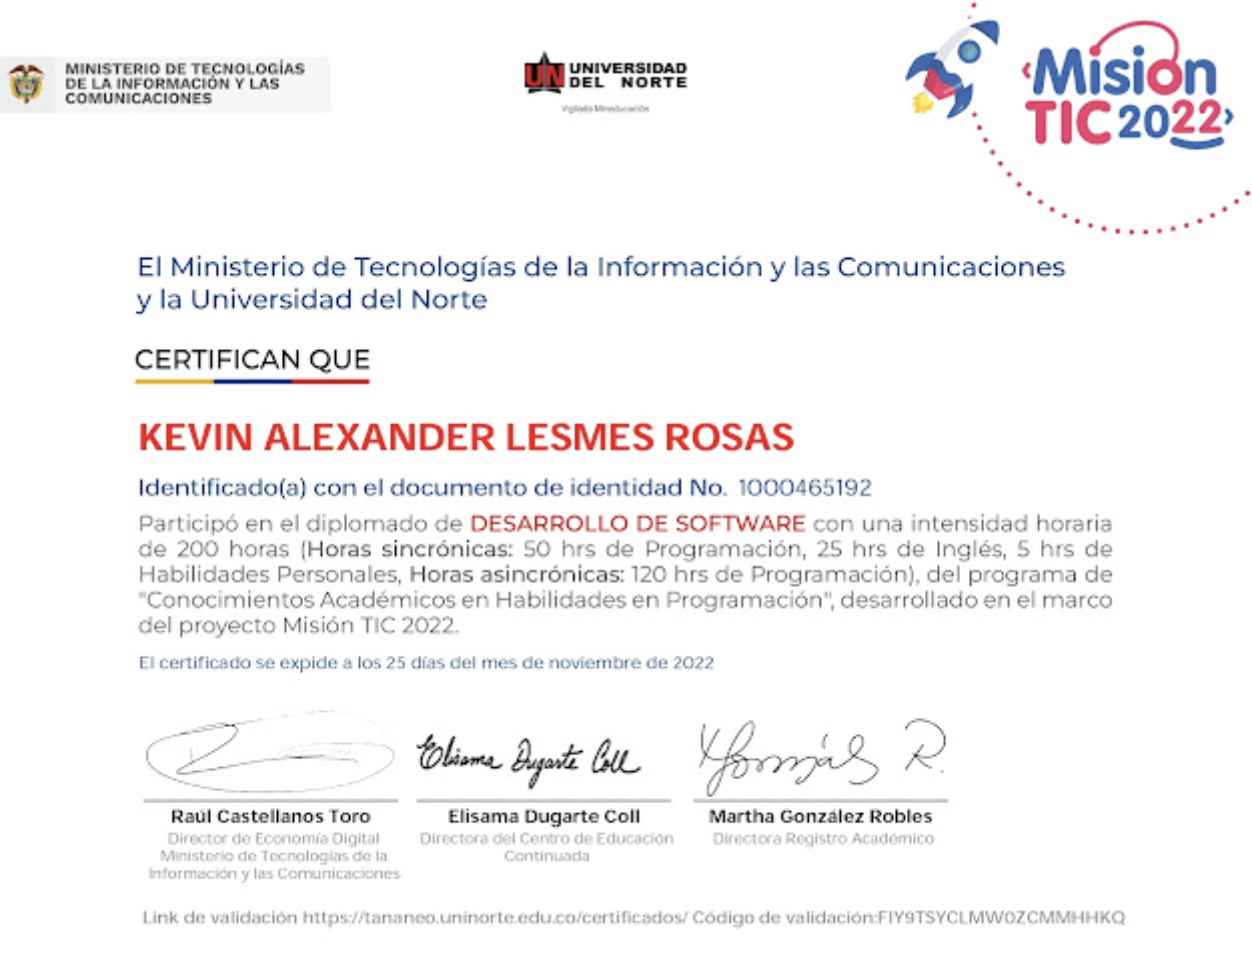 MINISTERIO DE TECNOLOGÍAS
DE LA INFORMACIÓN Y LAS
COMUNICACIONES
UN UNIVERSIDAD
DEL NORTE
Vigilada Mineducación
‹Misión
TIC 2022›
El Ministerio de Tecnologías de la Información y las Comunicaciones
y la Universidad del Norte
CERTIFICAN QUE
KEVIN ALEXANDER LESMES ROSAS
Identificado(a) con el documento de identidad No. 1000465192
Participó en el diplomado de DESARROLLO DE SOFTWARE con una intensidad horaria
de 200 horas (Horas sincrónicas: 50 hrs de Programación, 25 hrs de Inglés, 5 hrs de
Habilidades Personales, Horas asincrónicas: 120 hrs de Programación), del programa de
"Conocimientos Académicos en Habilidades en Programación", desarrollado en el marco
del proyecto Misión TIC 2022.
El certificado se expide a los 25 días del mes de noviembre de 2022
Elisama Dugarte Coll
Raúl Castellanos Toro
Director de Economía Digital
Ministerio de Tecnologías de la
Información y las Comunicaciones
Elisama Dugarte Coll
Directora del Centro de Educación
Continuada
Martha González Robles
Directora Registro Académico
Link de validación https://tananeo.uninorte.edu.co/certificados/ Código de validación:FIY9TSYCLMW0ZCMMHHKQ